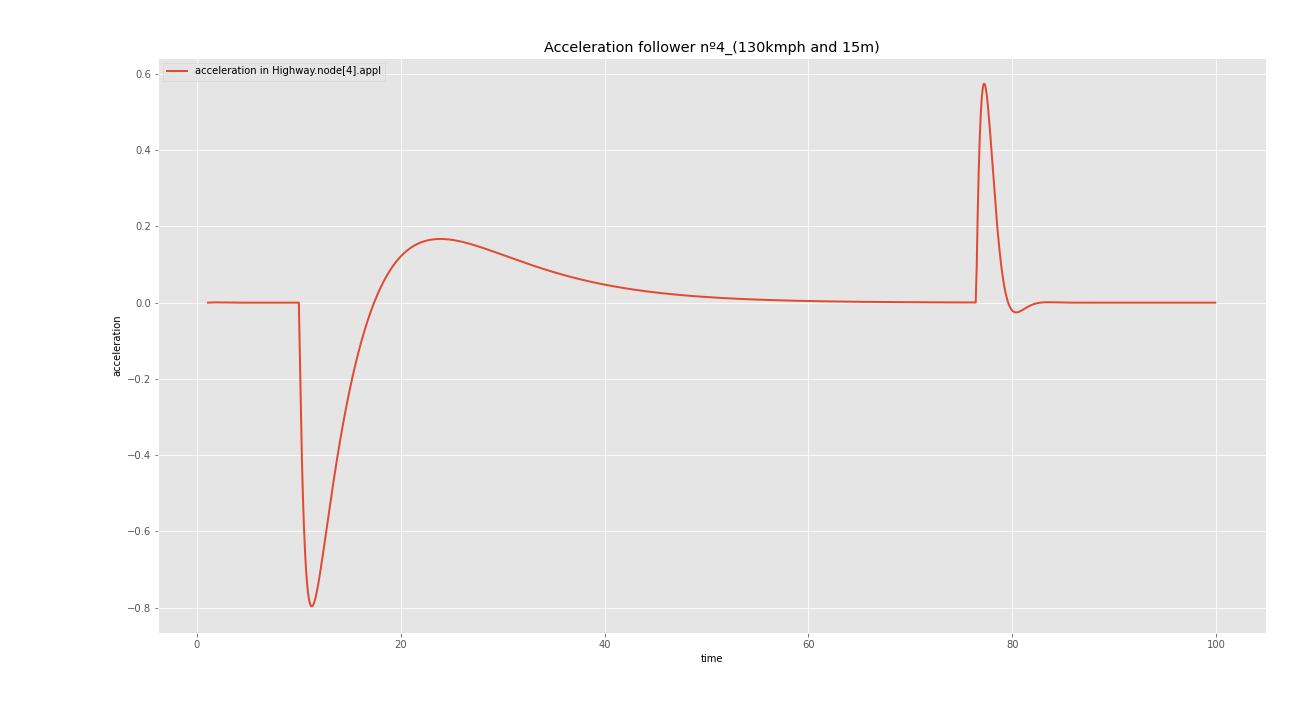 Acceleration follower nº4_(130kmph and 15m)
acceleration in Highway.node[4].appl
0.6
0.4
0.2
0.0
−0.2
−0.4
−0.6
−0.8
acceleration
0 20 40 60 80 100
time